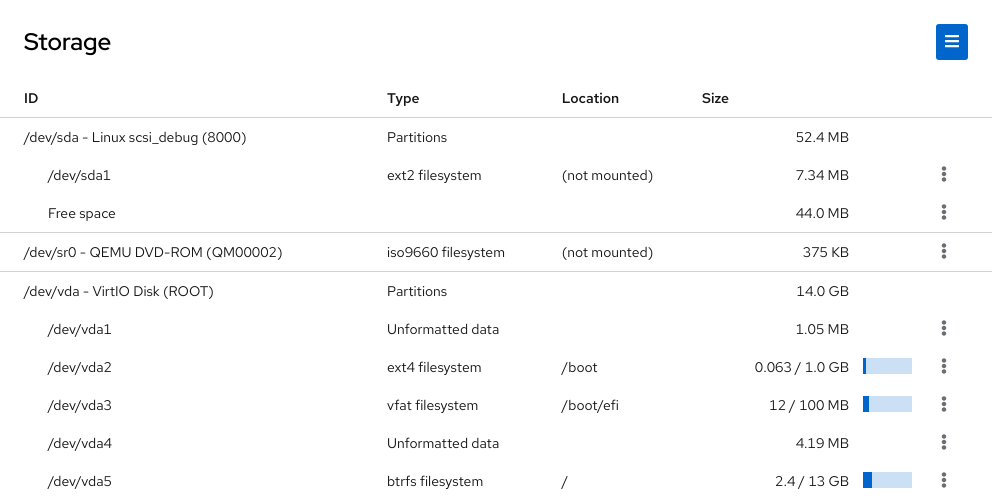 Storage
ID Type Location Size
/dev/sda - Linux scsi_debug (8000) Partitions 52.4 MB
/dev/sda1 ext2 filesystem (not mounted) 7.34 MB
Free space 44.0 MB
/dev/sr0 - QEMU DVD-ROM (QM00002) iso9660 filesystem (not mounted) 375 KB
/dev/vda - VirtIO Disk (ROOT) Partitions 14.0 GB
/dev/vda1 Unformatted data 1.05 MB
/dev/vda2 ext4 filesystem /boot 0.063 / 1.0 GB
/dev/vda3 vfat filesystem /boot/efi 12 / 100 MB
/dev/vda4 Unformatted data 4.19 MB
/dev/vda5 btrfs filesystem / 2.4 / 13 GB